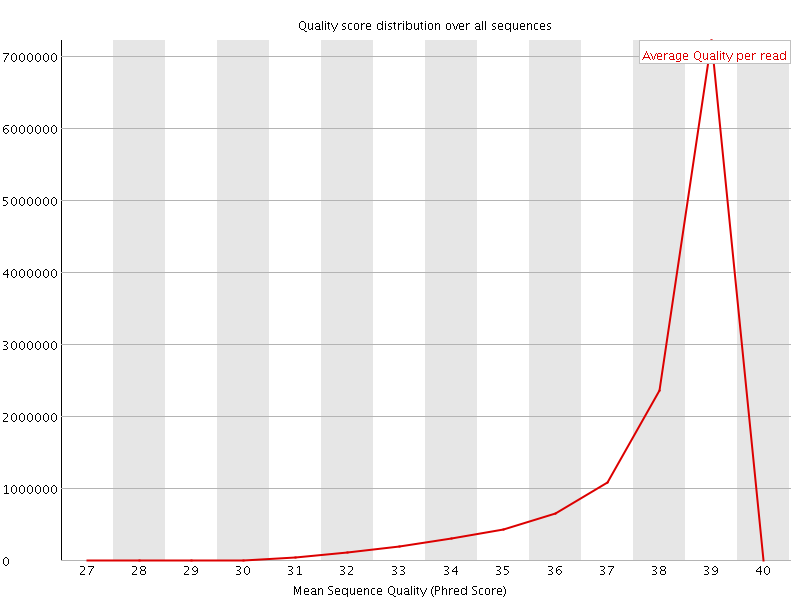 Quality score distribution over all sequences
Average Quality per read
7000000
6000000
5000000
4000000
3000000
2000000
1000000
0
27 28 29 30 31 32 33 34 35 36 37 38 39 40
Mean Sequence Quality (Phred Score)